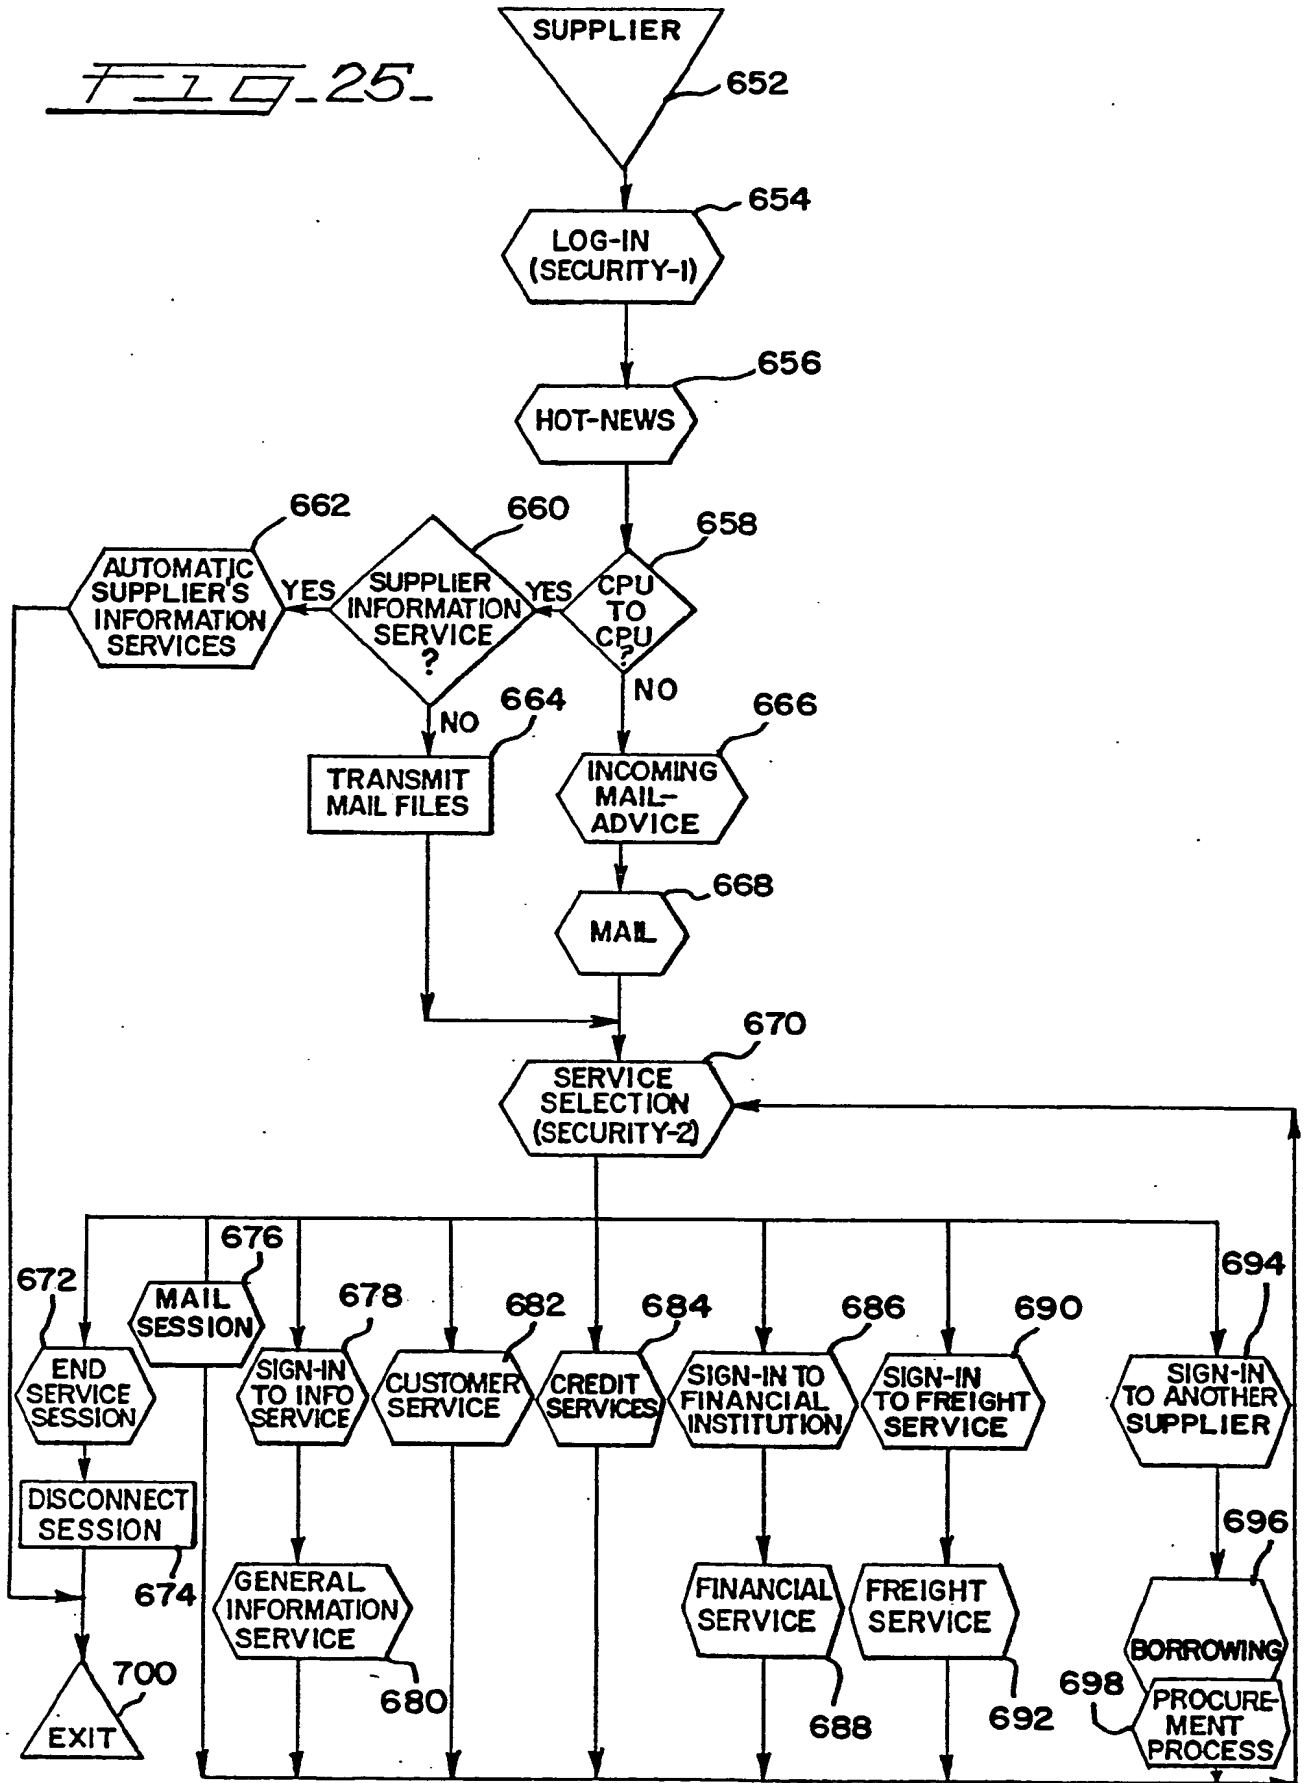 SUPPLIER
Fig-25-
652
654
LOG-IN
(SECURITY-1)
656
HOT-NEWS
662
660
658
AUTOMATIC
SUPPLIER'S
INFORMATION
SERVICES
YES
SUPPLIER
INFORMATION
SERVICE
?
YES
CPU
TO
CPU
?
NO
664
NO
666
TRANSMIT
MAIL FILES
INCOMING
MAIL-
ADVICE
668
MAIL
670
SERVICE
SELECTION
(SECURITY-2)
672
676
678
682
684
686
690
694
MAIL
SESSION
END
SERVICE
SESSION
SIGN-IN
TO INFO
SERVICE
CUSTOMER
SERVICE
CREDIT
SERVICES
SIGN-IN TO
FINANCIAL
INSTITUTION
SIGN-IN
TO FREIGHT
SERVICE
SIGN-IN
TO ANOTHER
SUPPLIER
DISCONNECT
SESSION
674
696
GENERAL
INFORMATION
SERVICE
680
FINANCIAL
SERVICE
688
FREIGHT
SERVICE
692
BORROWING
698
PROCURE-
MENT
PROCESS
700
EXIT